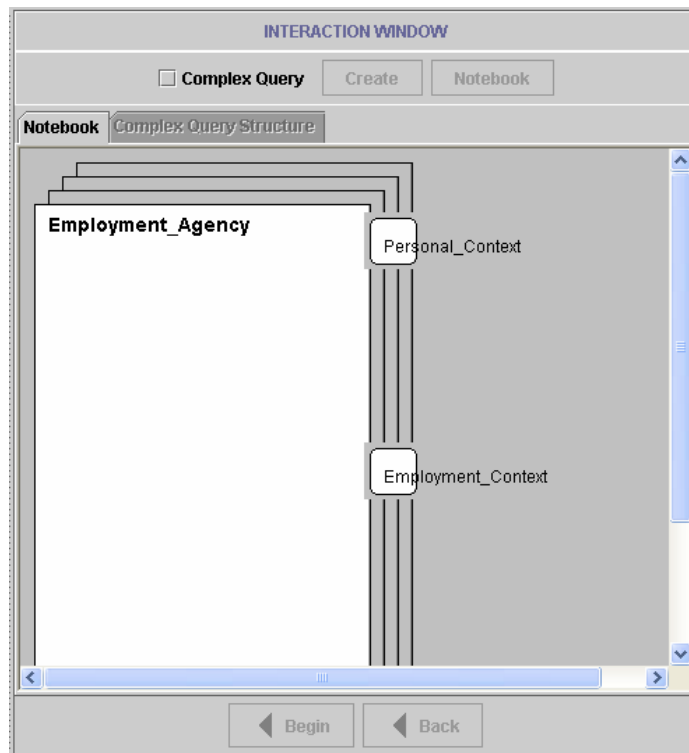 INTERACTION WINDOW
Complex Query Create Notebook
Notebook Complex Query Structure
Employment_Agency
Personal_Context
Employment_Context
Begin Back